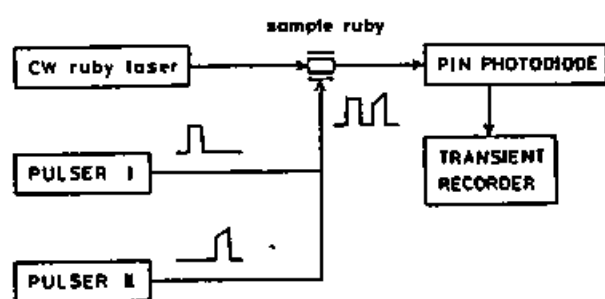 sample ruby
CW ruby laser
PIN PHOTODIODE
PULSER I
TRANSIENT
RECORDER
PULSER II